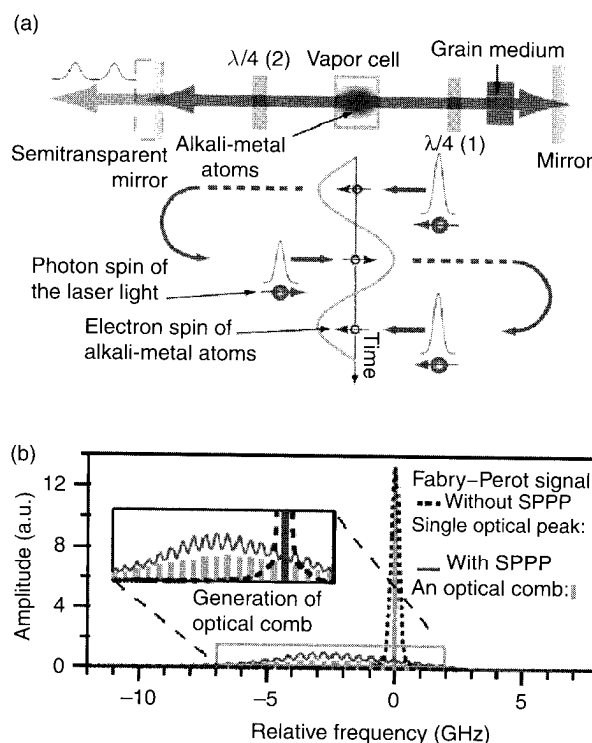 (a)
λ/4 (2)
Vapor cell
Grain medium
Semitransparent
mirror
Alkali-metal
atoms
λ/4 (1)
Mirror
Photon spin of
the laser light
Electron spin of
alkali-metal atoms
Time
(b)
Amplitude (a.u.)
12
8
4
0
Fabry–Perot signal
Without SPPP
Single optical peak:
With SPPP
An optical comb:
Generation of
optical comb
−10
−5
0
5
Relative frequency (GHz)